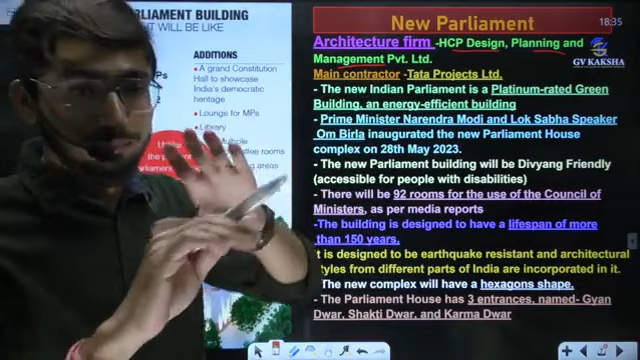 PARLIAMENT BUILDING
HT WILL BE LIKE
ADDITIONS
• A grand Constitution
Hall to showcase
India's democratic
heritage
• Lounge for MPs
Library
New Parliament
18:35
Architecture firm -HCP Design, Planning and
Management Pvt. Ltd.
GV KAKSHA
Main contractor -Tata Projects Ltd.
- The new Indian Parliament is a Platinum-rated Green
Building, an energy-efficient building
- Prime Minister Narendra Modi and Lok Sabha Speaker
Om Birla inaugurated the new Parliament House
complex on 28th May 2023.
- The new Parliament building will be Divyang Friendly
(accessible for people with disabilities)
- There will be 92 rooms for the use of the Council of
Ministers, as per media reports
-The building is designed to have a lifespan of more
than 150 years.
It is designed to be earthquake resistant and architectural
styles from different parts of India are incorporated in it.
The new complex will have a hexagons shape.
- The Parliament House has 3 entrances, named- Gyan
Dwar, Shakti Dwar, and Karma Dwar